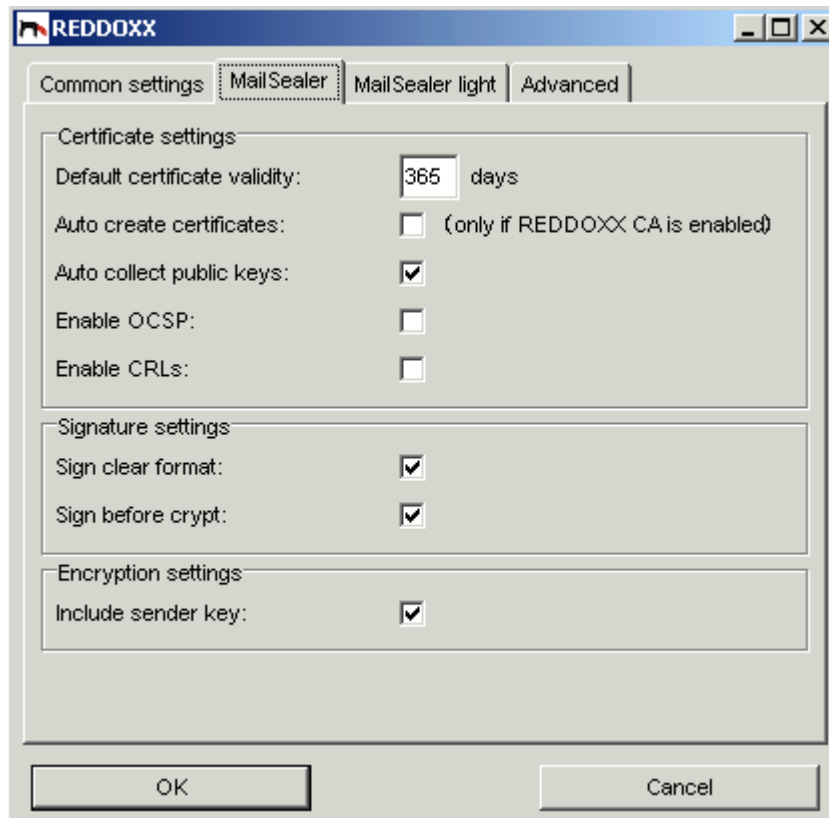 REDDOXX
Common settings MailSealer MailSealer light Advanced
Certificate settings
Default certificate validity: 365 days
Auto create certificates: (only if REDDOXX CA is enabled)
Auto collect public keys:
Enable OCSP:
Enable CRLs:
Signature settings
Sign clear format:
Sign before crypt:
Encryption settings
Include sender key:
OK Cancel